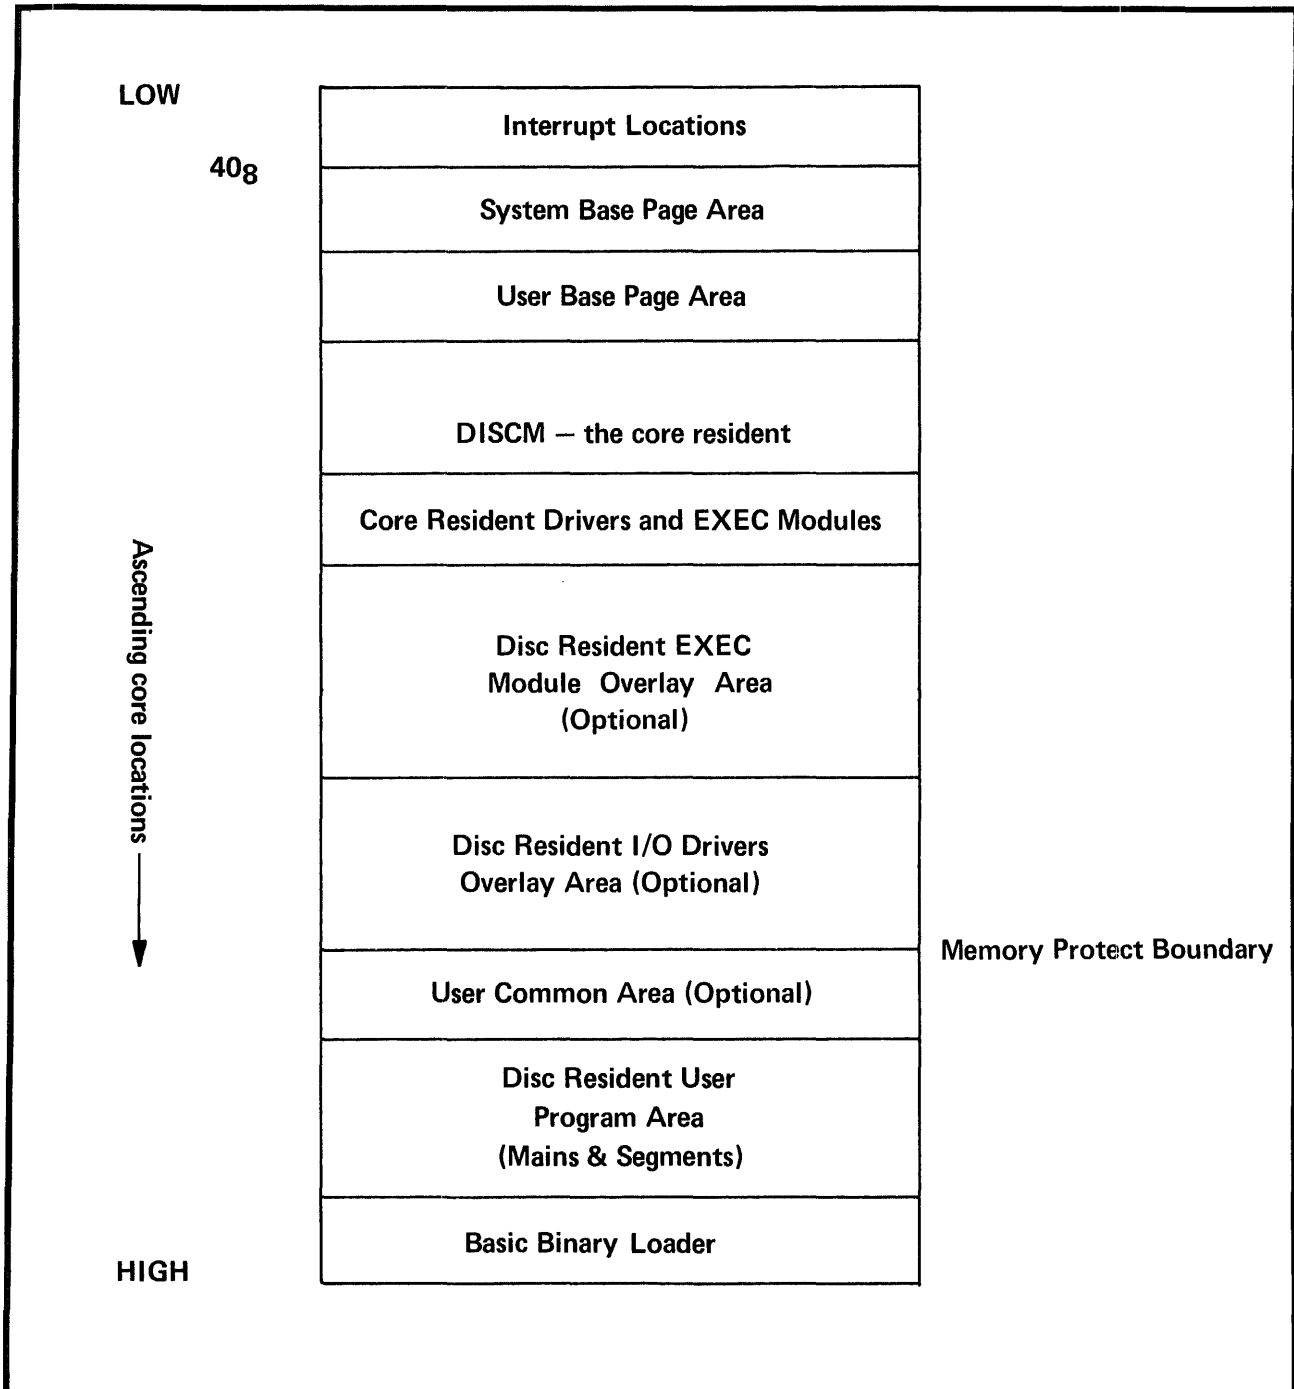 LOW
Interrupt Locations
40₈
System Base Page Area
User Base Page Area
DISCM — the core resident
Core Resident Drivers and EXEC Modules
Ascending core locations
Disc Resident EXEC
Module Overlay Area
(Optional)
Disc Resident I/O Drivers
Overlay Area (Optional)
Memory Protect Boundary
User Common Area (Optional)
Disc Resident User
Program Area
(Mains & Segments)
Basic Binary Loader
HIGH